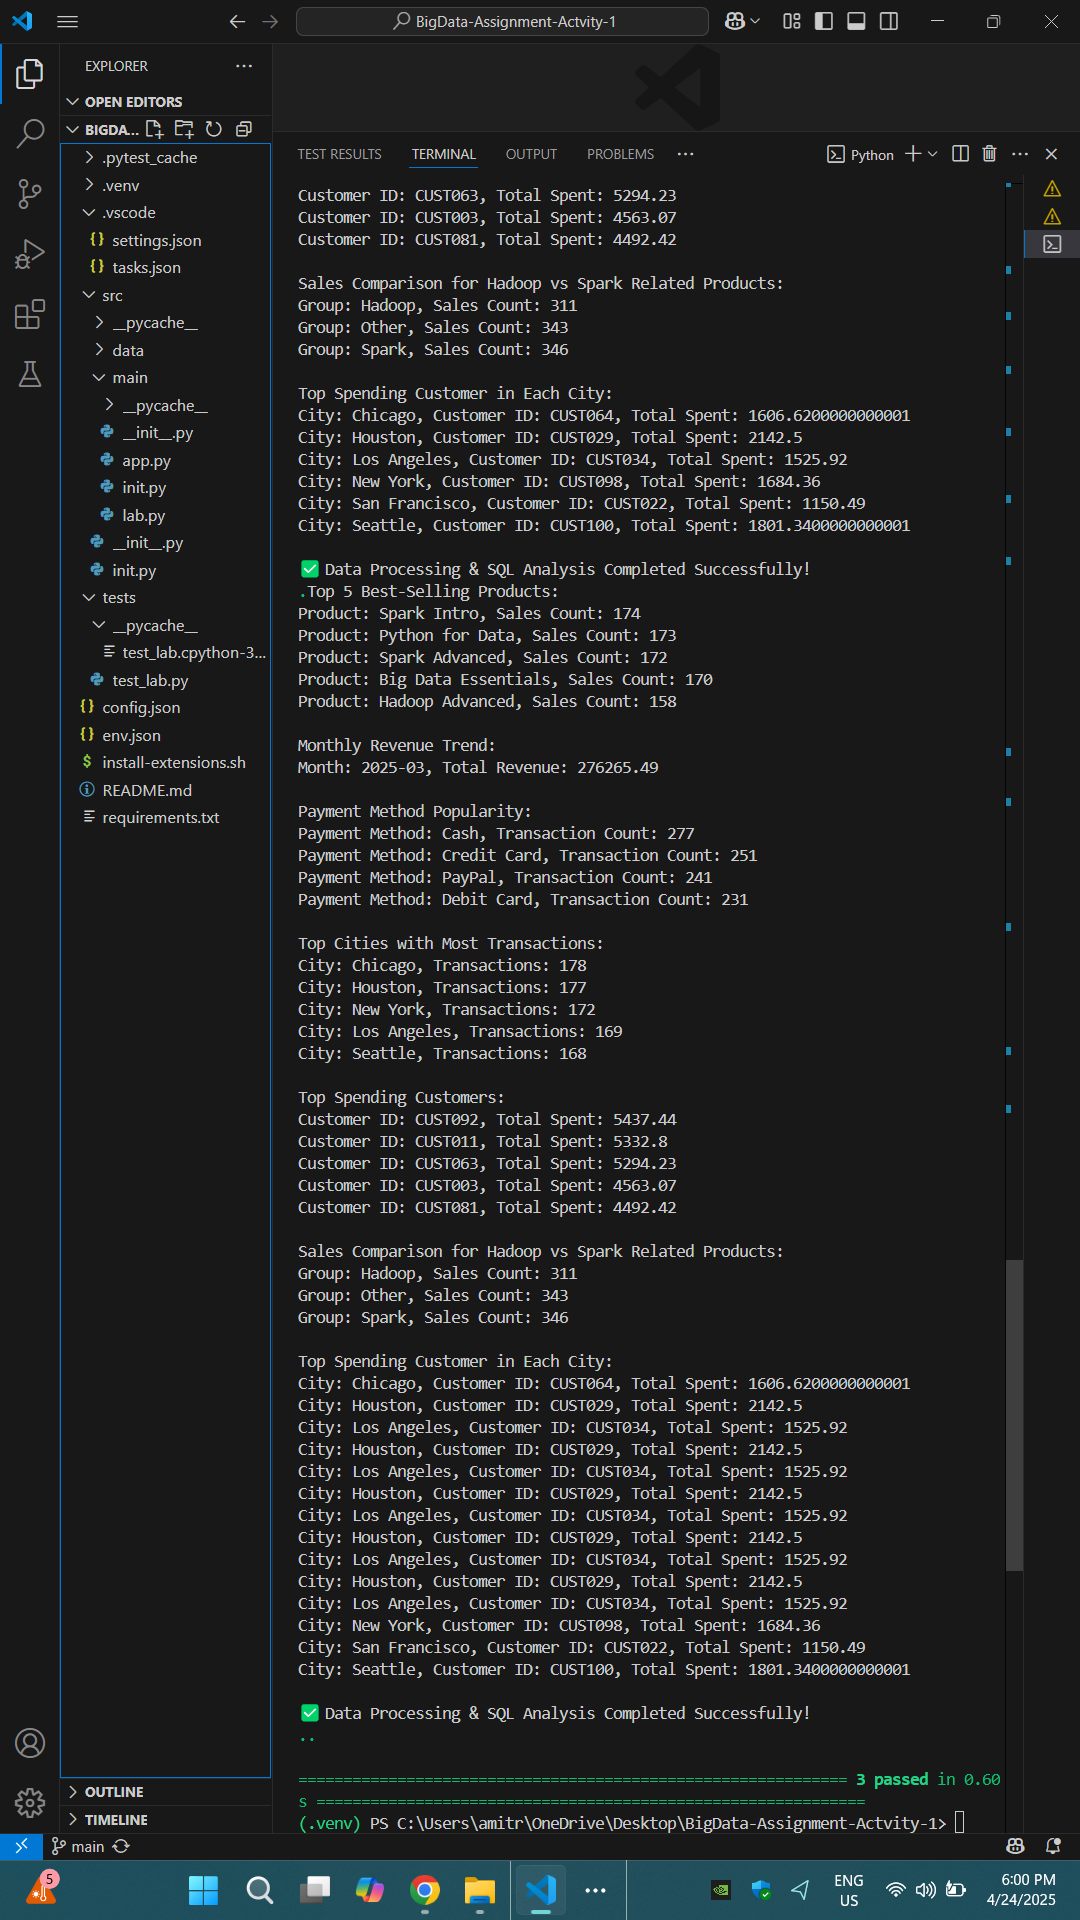 BigData-Assignment-Actvity-1
EXPLORER
OPEN EDITORS
BIGDA...
.pytest_cache
.venv
.vscode
{} settings.json
{} tasks.json
src
__pycache__
data
main
__pycache__
__init__.py
app.py
init.py
lab.py
__init__.py
init.py
tests
__pycache__
test_lab.cpython-3...
test_lab.py
{} config.json
{} env.json
$ install-extensions.sh
README.md
requirements.txt
OUTLINE
TIMELINE
TEST RESULTS TERMINAL OUTPUT PROBLEMS ... Python
Customer ID: CUST063, Total Spent: 5294.23
Customer ID: CUST003, Total Spent: 4563.07
Customer ID: CUST081, Total Spent: 4492.42
Sales Comparison for Hadoop vs Spark Related Products:
Group: Hadoop, Sales Count: 311
Group: Other, Sales Count: 343
Group: Spark, Sales Count: 346
Top Spending Customer in Each City:
City: Chicago, Customer ID: CUST064, Total Spent: 1606.6200000000001
City: Houston, Customer ID: CUST029, Total Spent: 2142.5
City: Los Angeles, Customer ID: CUST034, Total Spent: 1525.92
City: New York, Customer ID: CUST098, Total Spent: 1684.36
City: San Francisco, Customer ID: CUST022, Total Spent: 1150.49
City: Seattle, Customer ID: CUST100, Total Spent: 1801.3400000000001
✅ Data Processing & SQL Analysis Completed Successfully!
.Top 5 Best-Selling Products:
Product: Spark Intro, Sales Count: 174
Product: Python for Data, Sales Count: 173
Product: Spark Advanced, Sales Count: 172
Product: Big Data Essentials, Sales Count: 170
Product: Hadoop Advanced, Sales Count: 158
Monthly Revenue Trend:
Month: 2025-03, Total Revenue: 276265.49
Payment Method Popularity:
Payment Method: Cash, Transaction Count: 277
Payment Method: Credit Card, Transaction Count: 251
Payment Method: PayPal, Transaction Count: 241
Payment Method: Debit Card, Transaction Count: 231
Top Cities with Most Transactions:
City: Chicago, Transactions: 178
City: Houston, Transactions: 177
City: New York, Transactions: 172
City: Los Angeles, Transactions: 169
City: Seattle, Transactions: 168
Top Spending Customers:
Customer ID: CUST092, Total Spent: 5437.44
Customer ID: CUST011, Total Spent: 5332.8
Customer ID: CUST063, Total Spent: 5294.23
Customer ID: CUST003, Total Spent: 4563.07
Customer ID: CUST081, Total Spent: 4492.42
Sales Comparison for Hadoop vs Spark Related Products:
Group: Hadoop, Sales Count: 311
Group: Other, Sales Count: 343
Group: Spark, Sales Count: 346
Top Spending Customer in Each City:
City: Chicago, Customer ID: CUST064, Total Spent: 1606.6200000000001
City: Houston, Customer ID: CUST029, Total Spent: 2142.5
City: Los Angeles, Customer ID: CUST034, Total Spent: 1525.92
City: Houston, Customer ID: CUST029, Total Spent: 2142.5
City: Los Angeles, Customer ID: CUST034, Total Spent: 1525.92
City: Houston, Customer ID: CUST029, Total Spent: 2142.5
City: Los Angeles, Customer ID: CUST034, Total Spent: 1525.92
City: Houston, Customer ID: CUST029, Total Spent: 2142.5
City: Los Angeles, Customer ID: CUST034, Total Spent: 1525.92
City: Houston, Customer ID: CUST029, Total Spent: 2142.5
City: Los Angeles, Customer ID: CUST034, Total Spent: 1525.92
City: New York, Customer ID: CUST098, Total Spent: 1684.36
City: San Francisco, Customer ID: CUST022, Total Spent: 1150.49
City: Seattle, Customer ID: CUST100, Total Spent: 1801.3400000000001
✅ Data Processing & SQL Analysis Completed Successfully!
..
============================================================= 3 passed in 0.60
s =============================================================
(.venv) PS C:\Users\amitr\OneDrive\Desktop\BigData-Assignment-Actvity-1>
main
5
ENG
US
6:00 PM
4/24/2025